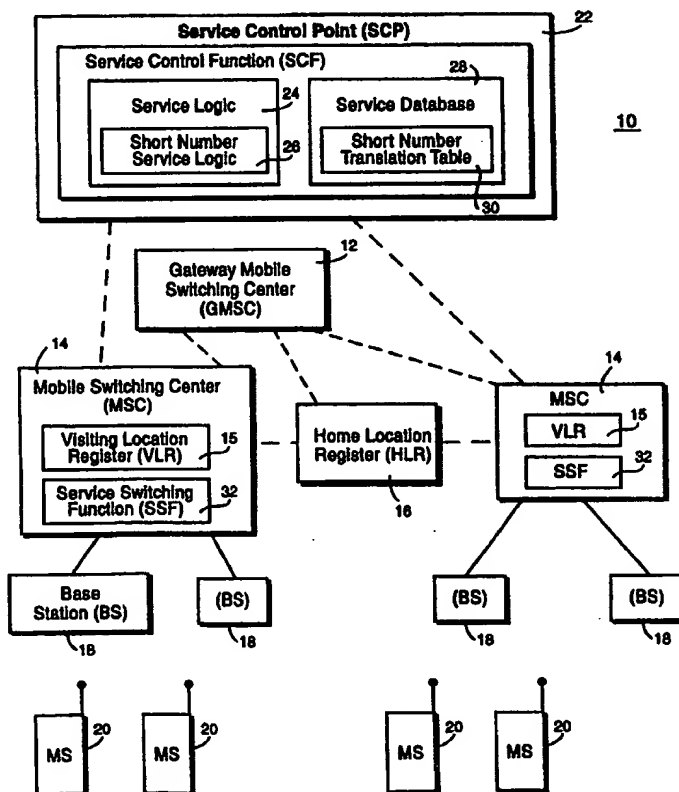 Service Control Point (SCP)
22
Service Control Function (SCF)
24
28
Service Logic
Service Database
10
Short Number
Service Logic
26
Short Number
Translation Table
30
12
Gateway Mobile
Switching Center
(GMSC)
14
14
Mobile Switching Center
(MSC)
MSC
Visiting Location
Register (VLR)
15
Home Location
Register (HLR)
VLR
15
Service Switching
Function (SSF)
32
SSF
32
16
Base
Station (BS)
(BS)
(BS)
(BS)
18
18
18
18
20
20
20
20
MS
MS
MS
MS